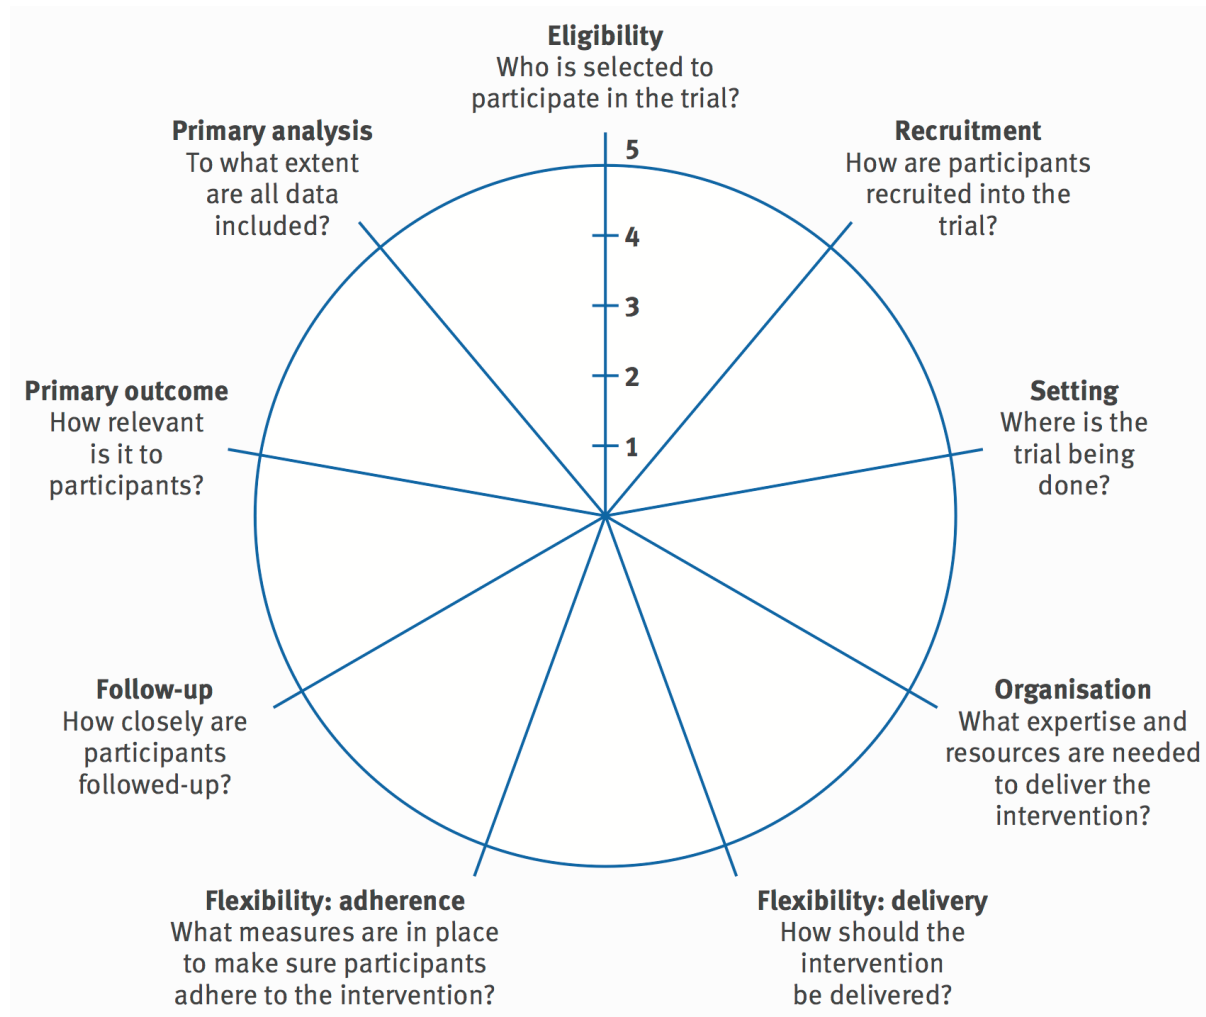 Eligibility
Who is selected to
participate in the trial?
Primary analysis
To what extent
are all data
included?
Recruitment
How are participants
recruited into the
trial?
5
4
3
2
1
Primary outcome
How relevant
is it to
participants?
Setting
Where is the
trial being
done?
Follow-up
How closely are
participants
followed-up?
Organisation
What expertise and
resources are needed
to deliver the
intervention?
Flexibility: adherence
What measures are in place
to make sure participants
adhere to the intervention?
Flexibility: delivery
How should the
intervention
be delivered?